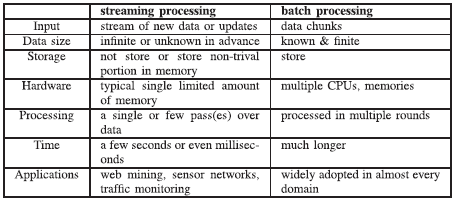 streaming processing batch processing
Input stream of new data or updates data chunks
Data size infinite or unknown in advance known & finite
Storage not store or store non-trival store
portion in memory
Hardware typical single limited amount multiple CPUs, memories
of memory
Processing a single or few pass(es) over processed in multiple rounds
data
Time a few seconds or even millisec- much longer
onds
Applications web mining, sensor networks, widely adopted in almost every
traffic monitoring domain